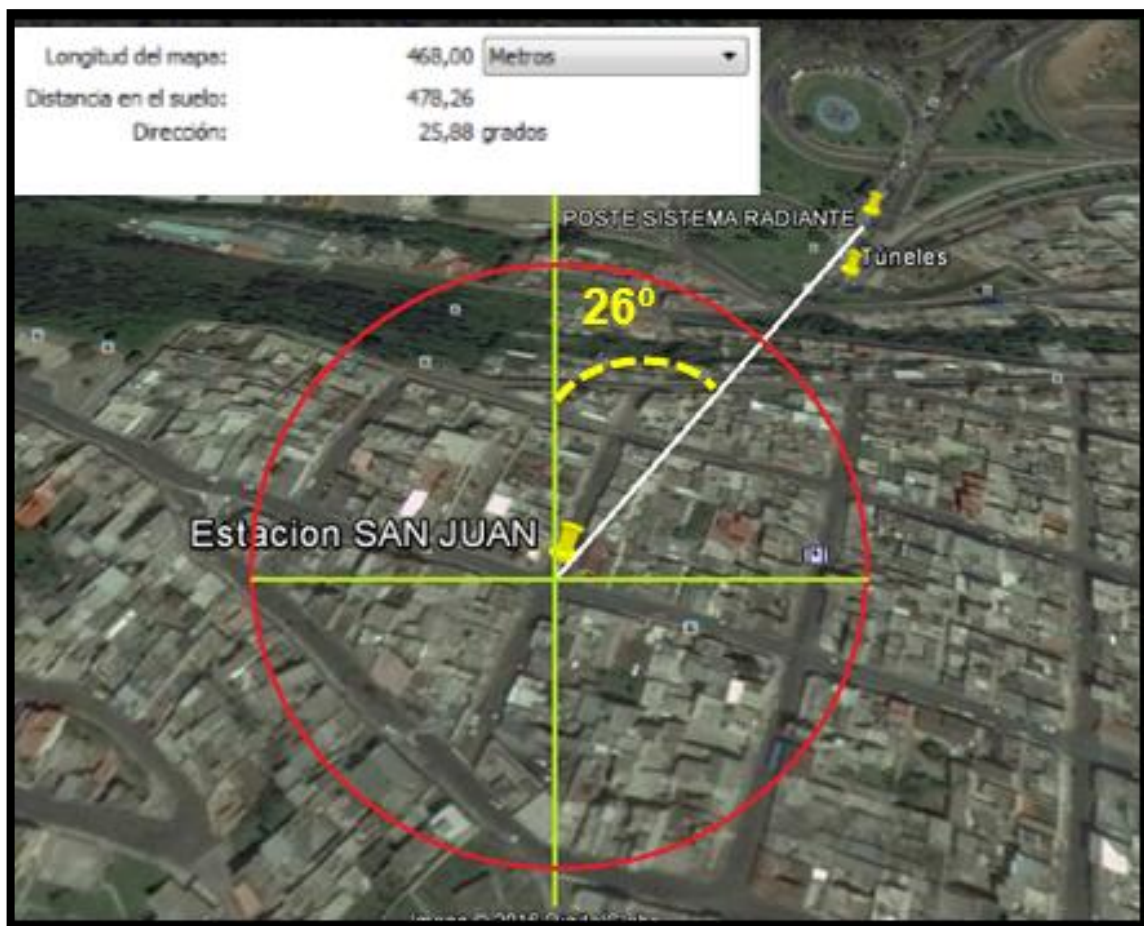 Longitud del mapa: 468,00 Metros
Distancia en el suelo: 478,26
Dirección: 25,88 grados
POSTE SISTEMA RADIANTE
Túneles
26º
Estacion SAN JUAN